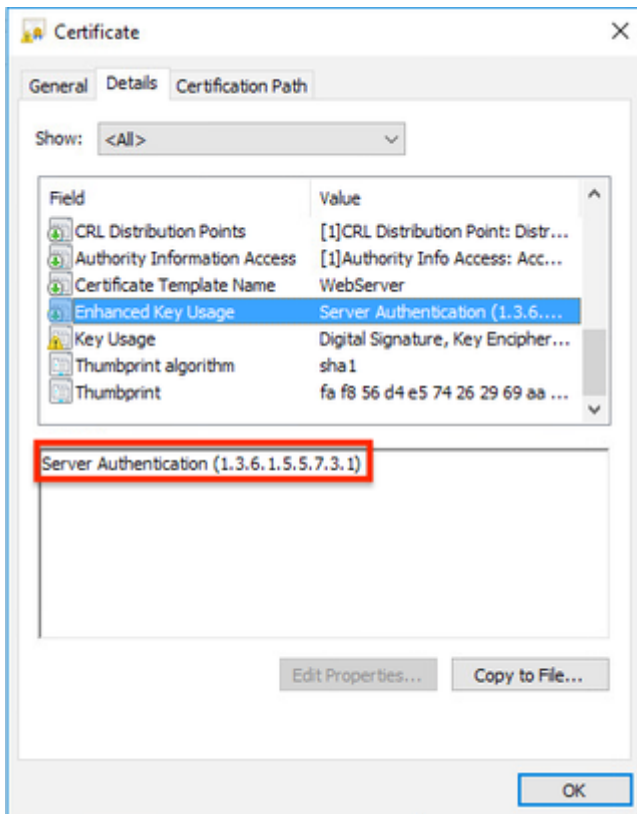 Certificate
General Details Certification Path
Show: <All>
Field Value
CRL Distribution Points [1]CRL Distribution Point: Distr...
Authority Information Access [1]Authority Info Access: Acc...
Certificate Template Name WebServer
Enhanced Key Usage Server Authentication (1.3.6....
Key Usage Digital Signature, Key Encipher...
Thumbprint algorithm sha1
Thumbprint fa f8 56 d4 e5 74 26 29 69 aa ...
Server Authentication (1.3.6.1.5.5.7.3.1)
Edit Properties... Copy to File...
OK